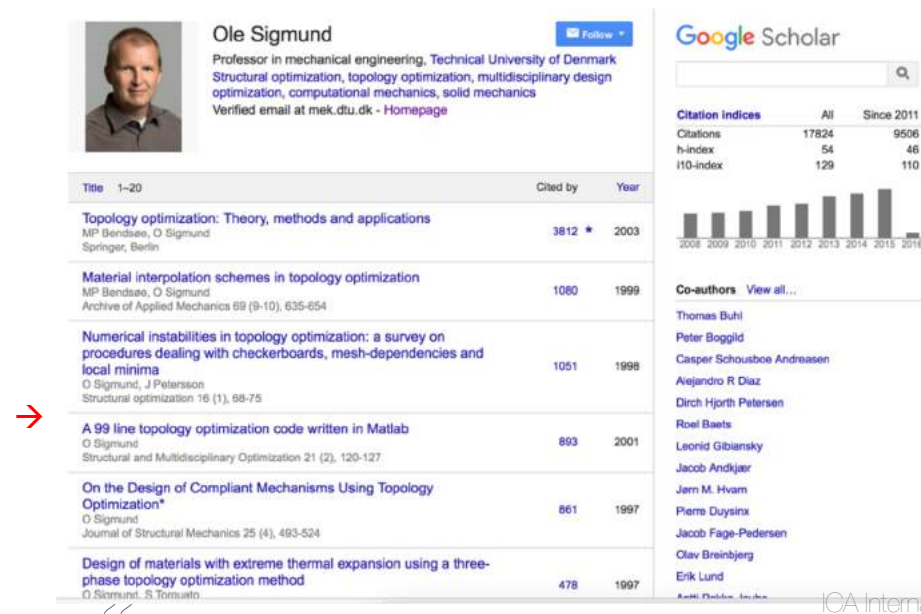 Ole Sigmund
Follow
Professor in mechanical engineering, Technical University of Denmark
Structural optimization, topology optimization, multidisciplinary design
optimization, computational mechanics, solid mechanics
Verified email at mek.dtu.dk - Homepage
Title 1–20 Cited by Year
Topology optimization: Theory, methods and applications
MP Bendsøe, O Sigmund
Springer, Berlin
3812 * 2003
Material interpolation schemes in topology optimization
MP Bendsøe, O Sigmund
Archive of Applied Mechanics 69 (9-10), 635-654
1080 1999
Numerical instabilities in topology optimization: a survey on
procedures dealing with checkerboards, mesh-dependencies and
local minima
O Sigmund, J Petersson
Structural optimization 16 (1), 68-75
1051 1998
→
A 99 line topology optimization code written in Matlab
O Sigmund
Structural and Multidisciplinary Optimization 21 (2), 120-127
893 2001
On the Design of Compliant Mechanisms Using Topology
Optimization*
O Sigmund
Journal of Structural Mechanics 25 (4), 493-524
861 1997
Design of materials with extreme thermal expansion using a three-
phase topology optimization method
O Sigmund, S Torquato
478 1997
Google Scholar
Citation indices All Since 2011
Citations 17824 9506
h-index 54 46
i10-index 129 110
2008 2009 2010 2011 2012 2013 2014 2015 2016
Co-authors View all...
Thomas Buhl
Peter Boggild
Casper Schousboe Andreasen
Alejandro R Diaz
Dirch Hjorth Petersen
Roel Baets
Leonid Gibiansky
Jacob Andkjær
Jørn M. Hvam
Pierre Duysinx
Jacob Fage-Pedersen
Olav Breinbjerg
Erik Lund
ICA Intern